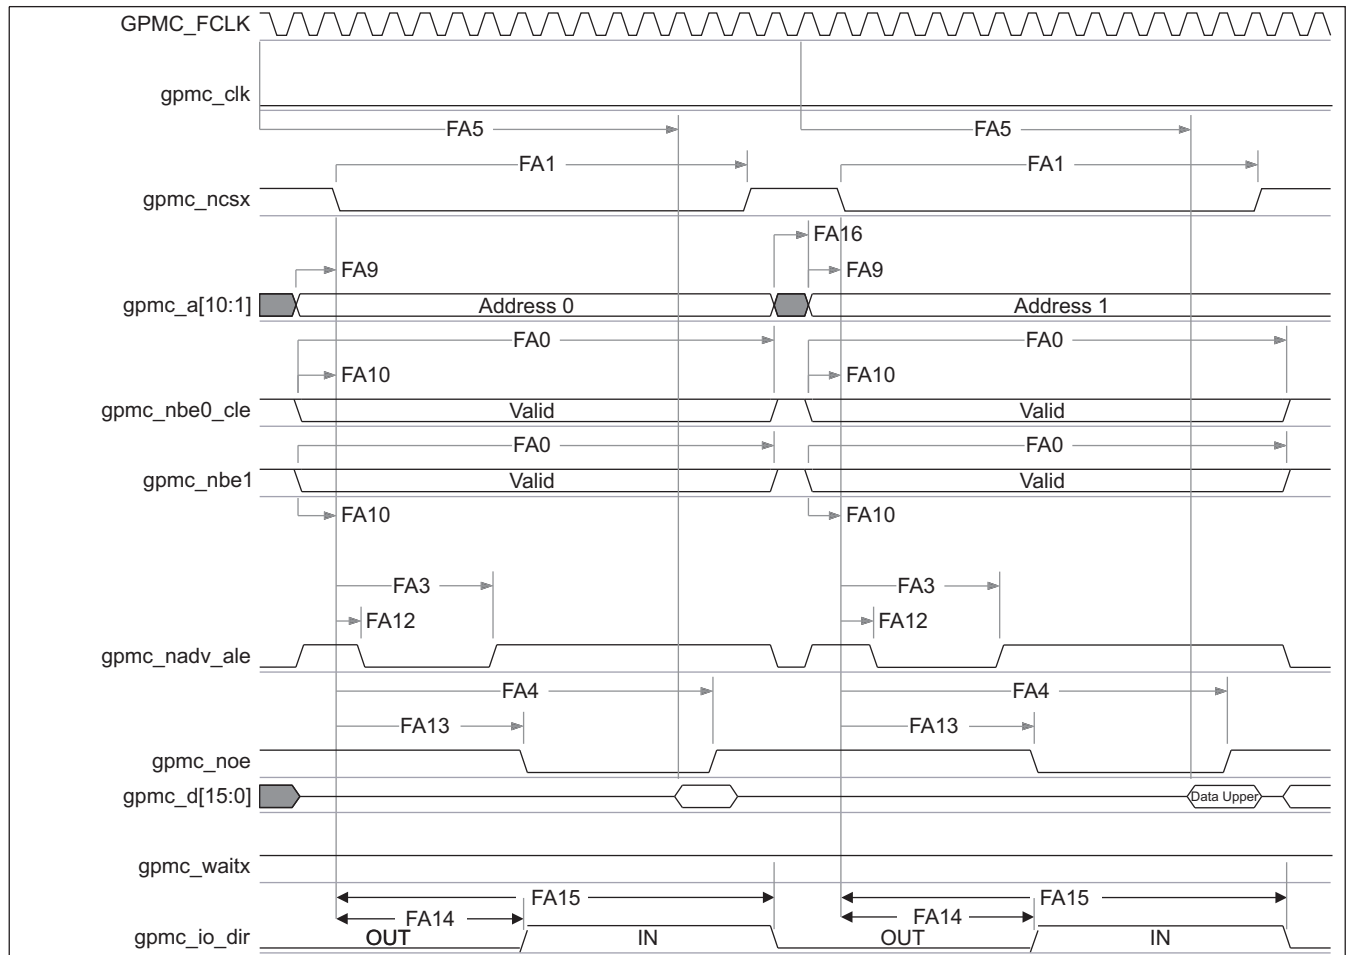 GPMC_FCLK
gpmc_clk
FA5 FA5
FA1 FA1
gpmc_ncsx
FA16
FA9 FA9
gpmc_a[10:1] Address 0 Address 1
FA0 FA0
FA10 FA10
gpmc_nbe0_cle Valid Valid
FA0 FA0
gpmc_nbe1 Valid Valid
FA10 FA10
FA3 FA3
FA12 FA12
gpmc_nadv_ale
FA4 FA4
FA13 FA13
gpmc_noe
gpmc_d[15:0] Data Upper
gpmc_waitx
FA15 FA15
FA14 FA14
gpmc_io_dir OUT IN OUT IN